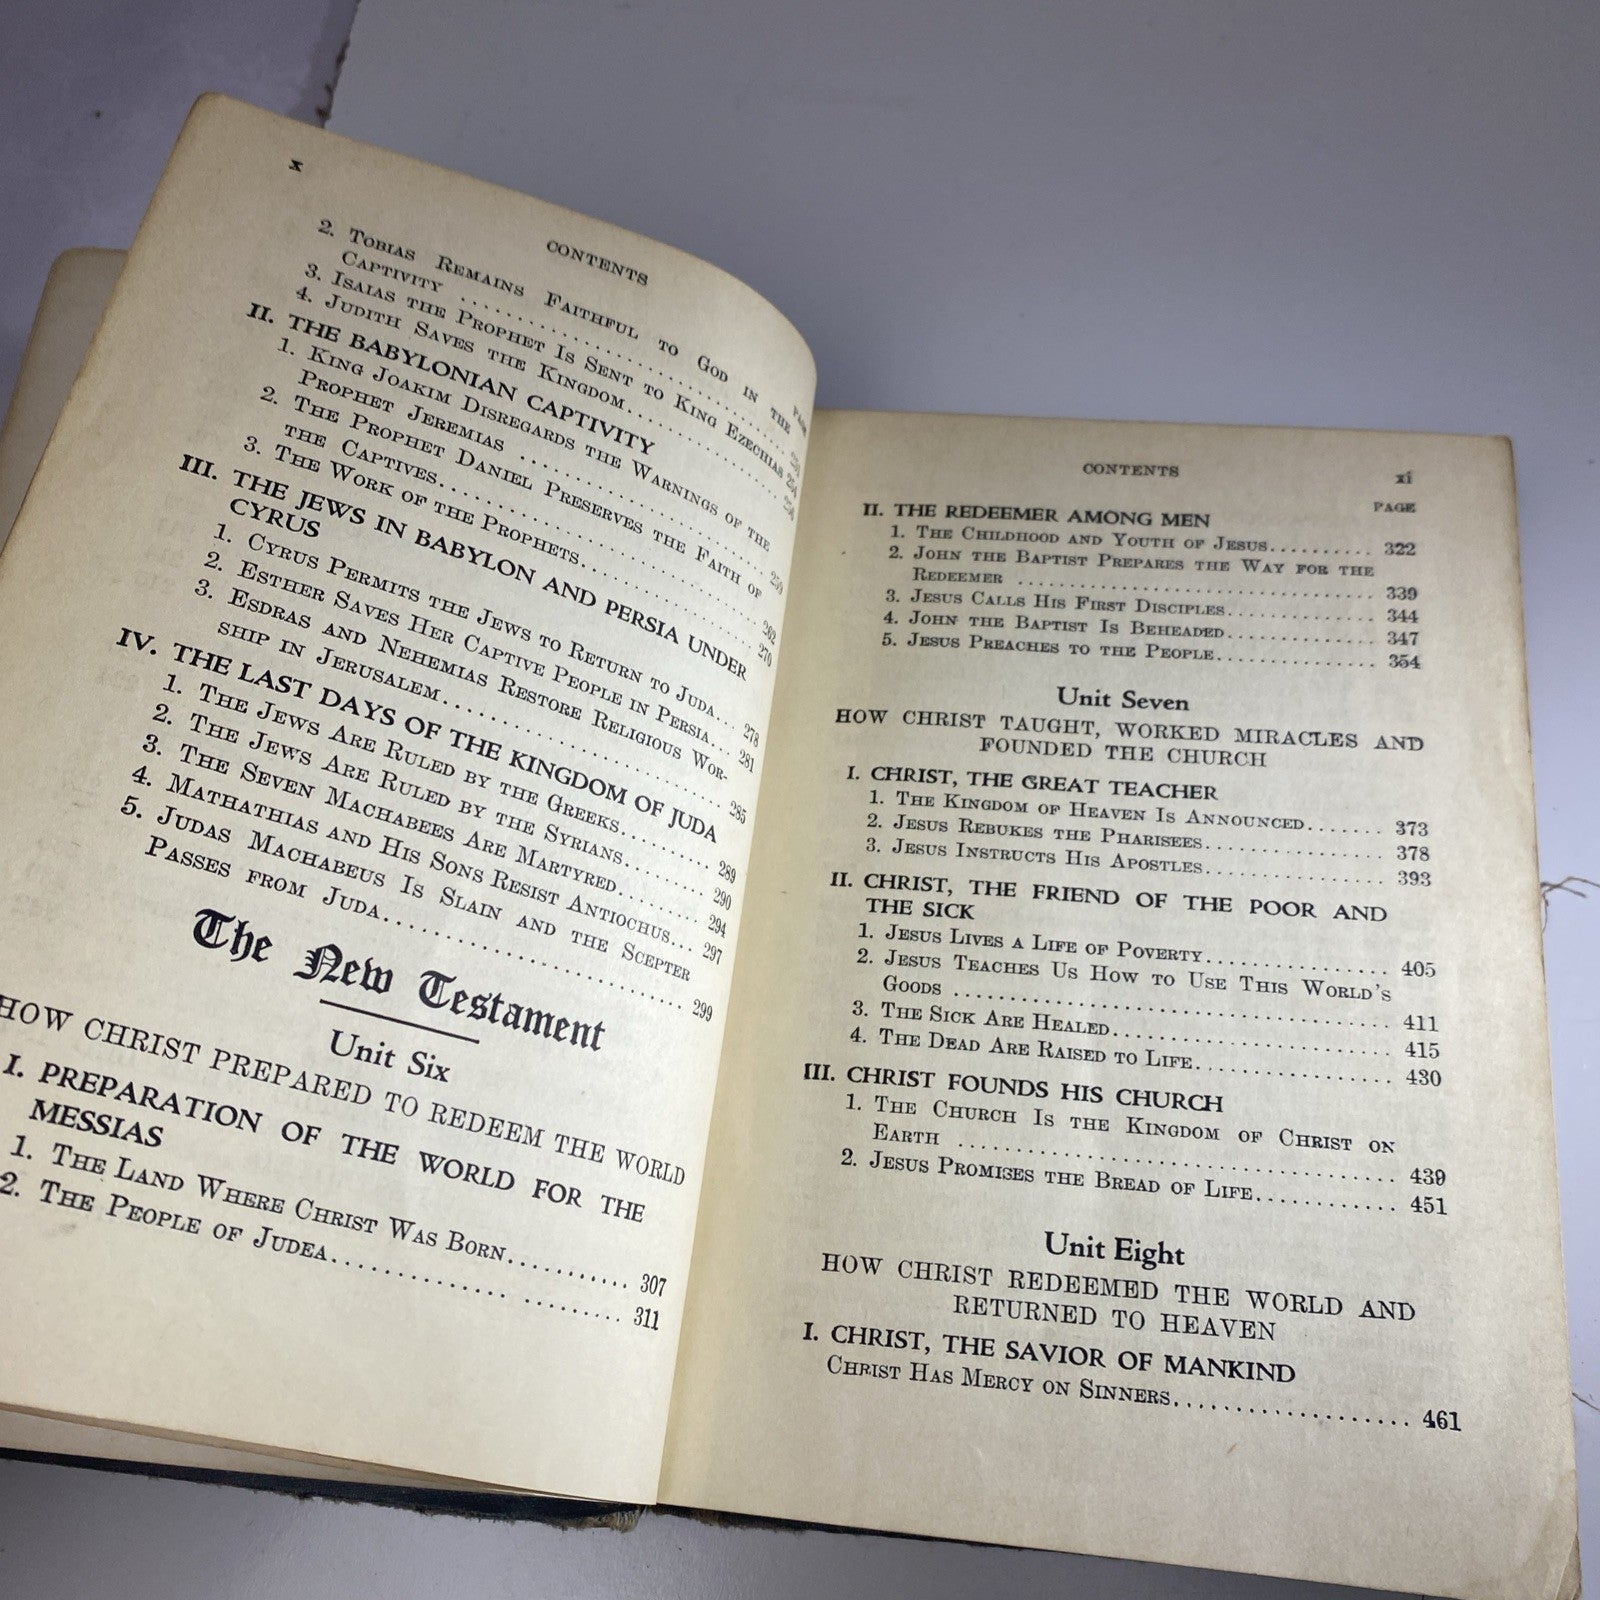 x
CONTENTS
PAGE
2. Tobias Remains Faithful to God in the
Captivity ........................ 251
3. Isaias the Prophet Is Sent to King Ezechias 254
4. Judith Saves the Kingdom............ 256
II. THE BABYLONIAN CAPTIVITY
1. King Joakim Disregards the Warnings of the
Prophet Jeremias .................... 259
2. The Prophet Daniel Preserves the Faith of
the Captives........................ 262
3. The Work of the Prophets............ 270
III. THE JEWS IN BABYLON AND PERSIA UNDER
CYRUS
1. Cyrus Permits the Jews to Return to Juda... 278
2. Esther Saves Her Captive People in Persia... 281
3. Esdras and Nehemias Restore Religious Wor-
ship in Jerusalem.................... 285
IV. THE LAST DAYS OF THE KINGDOM OF JUDA
1. The Jews Are Ruled by the Greeks......... 289
2. The Jews Are Ruled by the Syrians......... 290
3. The Seven Machabees Are Martyred......... 294
4. Mathathias and His Sons Resist Antiochus... 297
5. Judas Machabeus Is Slain and the Scepter
Passes from Juda...................... 299
The New Testament
Unit Six
HOW CHRIST PREPARED TO REDEEM THE WORLD
I. PREPARATION OF THE WORLD FOR THE
MESSIAS
1. The Land Where Christ Was Born........... 307
2. The People of Judea....................... 311
CONTENTS xi
PAGE
II. THE REDEEMER AMONG MEN
1. The Childhood and Youth of Jesus.......... 322
2. John the Baptist Prepares the Way for the
Redeemer .............................. 339
3. Jesus Calls His First Disciples............. 344
4. John the Baptist Is Beheaded............. 347
5. Jesus Preaches to the People.............. 354
Unit Seven
HOW CHRIST TAUGHT, WORKED MIRACLES AND
FOUNDED THE CHURCH
I. CHRIST, THE GREAT TEACHER
1. The Kingdom of Heaven Is Announced....... 373
2. Jesus Rebukes the Pharisees............... 378
3. Jesus Instructs His Apostles............... 393
II. CHRIST, THE FRIEND OF THE POOR AND
THE SICK
1. Jesus Lives a Life of Poverty............... 405
2. Jesus Teaches Us How to Use This World's
Goods ................................ 411
3. The Sick Are Healed...................... 415
4. The Dead Are Raised to Life............... 430
III. CHRIST FOUNDS HIS CHURCH
1. The Church Is the Kingdom of Christ on
Earth ................................ 439
2. Jesus Promises the Bread of Life........... 451
Unit Eight
HOW CHRIST REDEEMED THE WORLD AND
RETURNED TO HEAVEN
I. CHRIST, THE SAVIOR OF MANKIND
Christ Has Mercy on Sinners.................. 461